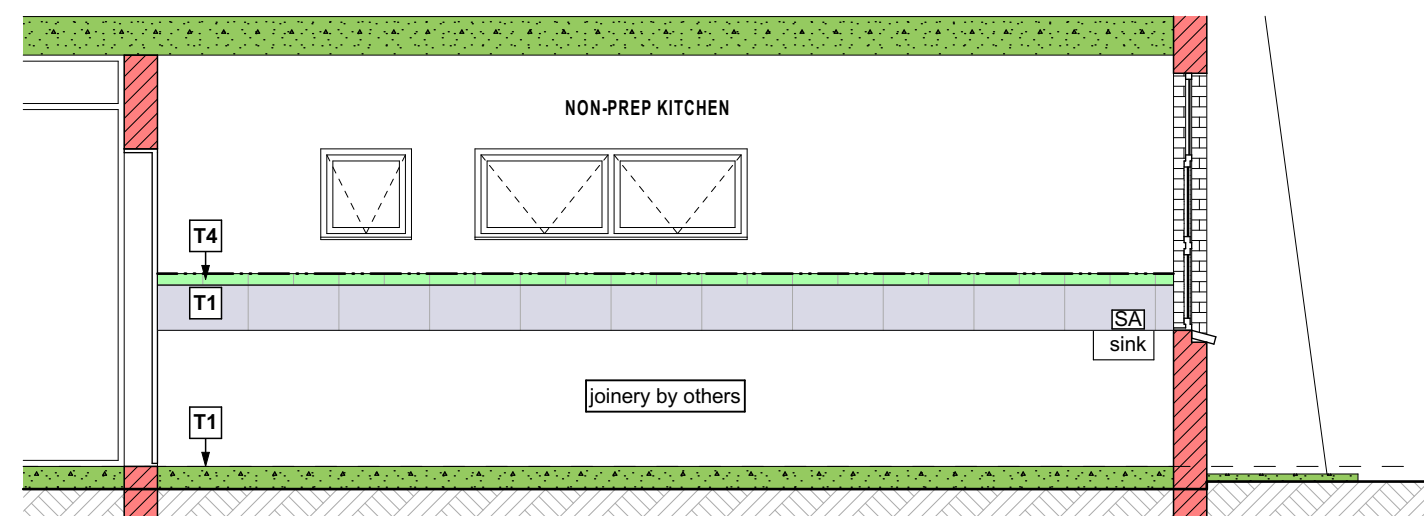 NON-PREP KITCHEN
T4
T1
SA
sink
joinery by others
T1